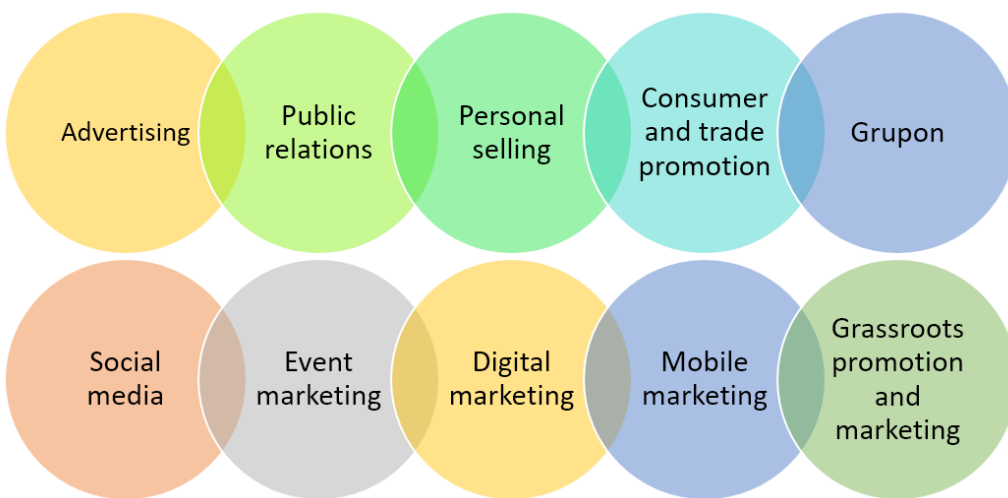 Advertising
Public
relations
Personal
selling
Consumer
and trade
promotion
Grupon
Social
media
Event
marketing
Digital
marketing
Mobile
marketing
Grassroots
promotion
and
marketing